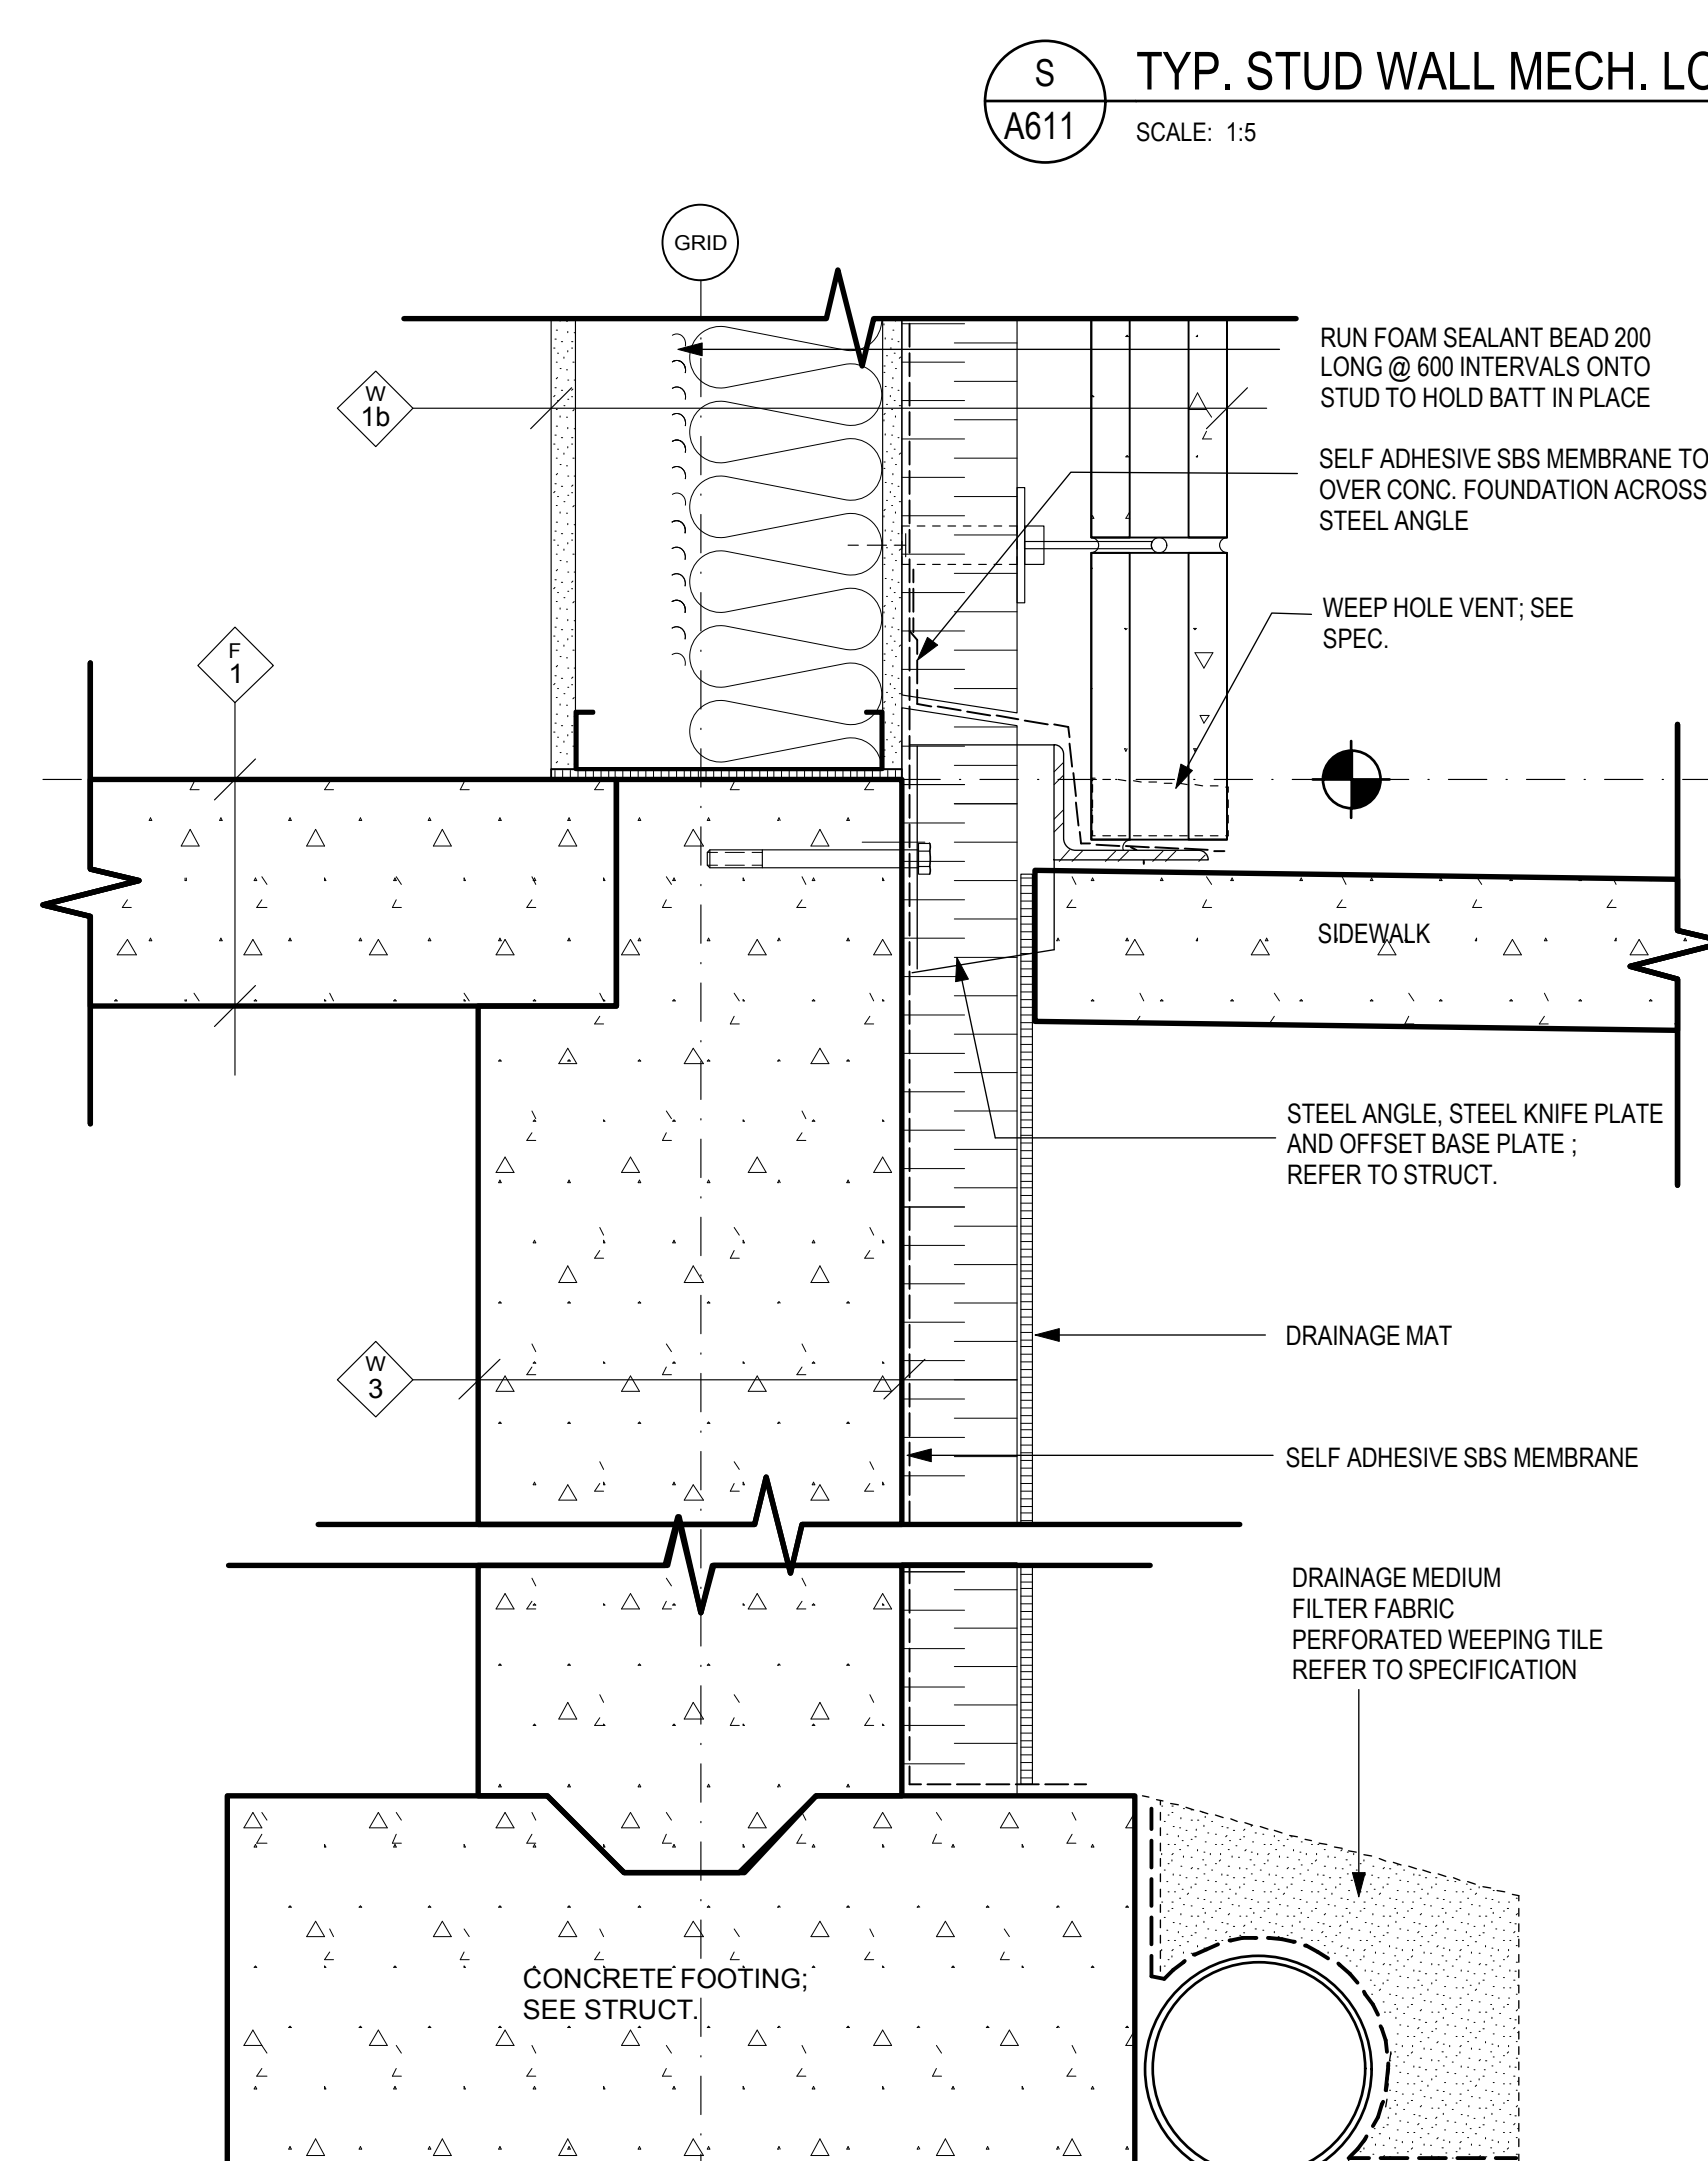 S
A611
TYP. STUD WALL MECH. LO
SCALE: 1:5
GRID
RUN FOAM SEALANT BEAD 200
LONG @ 600 INTERVALS ONTO
STUD TO HOLD BATT IN PLACE
W
1b
SELF ADHESIVE SBS MEMBRANE TO
OVER CONC. FOUNDATION ACROSS
STEEL ANGLE
WEEP HOLE VENT; SEE
SPEC.
F
1
SIDEWALK
STEEL ANGLE, STEEL KNIFE PLATE
AND OFFSET BASE PLATE ;
REFER TO STRUCT.
DRAINAGE MAT
W
3
SELF ADHESIVE SBS MEMBRANE
DRAINAGE MEDIUM
FILTER FABRIC
PERFORATED WEEPING TILE
REFER TO SPECIFICATION
CONCRETE FOOTING;
SEE STRUCT.